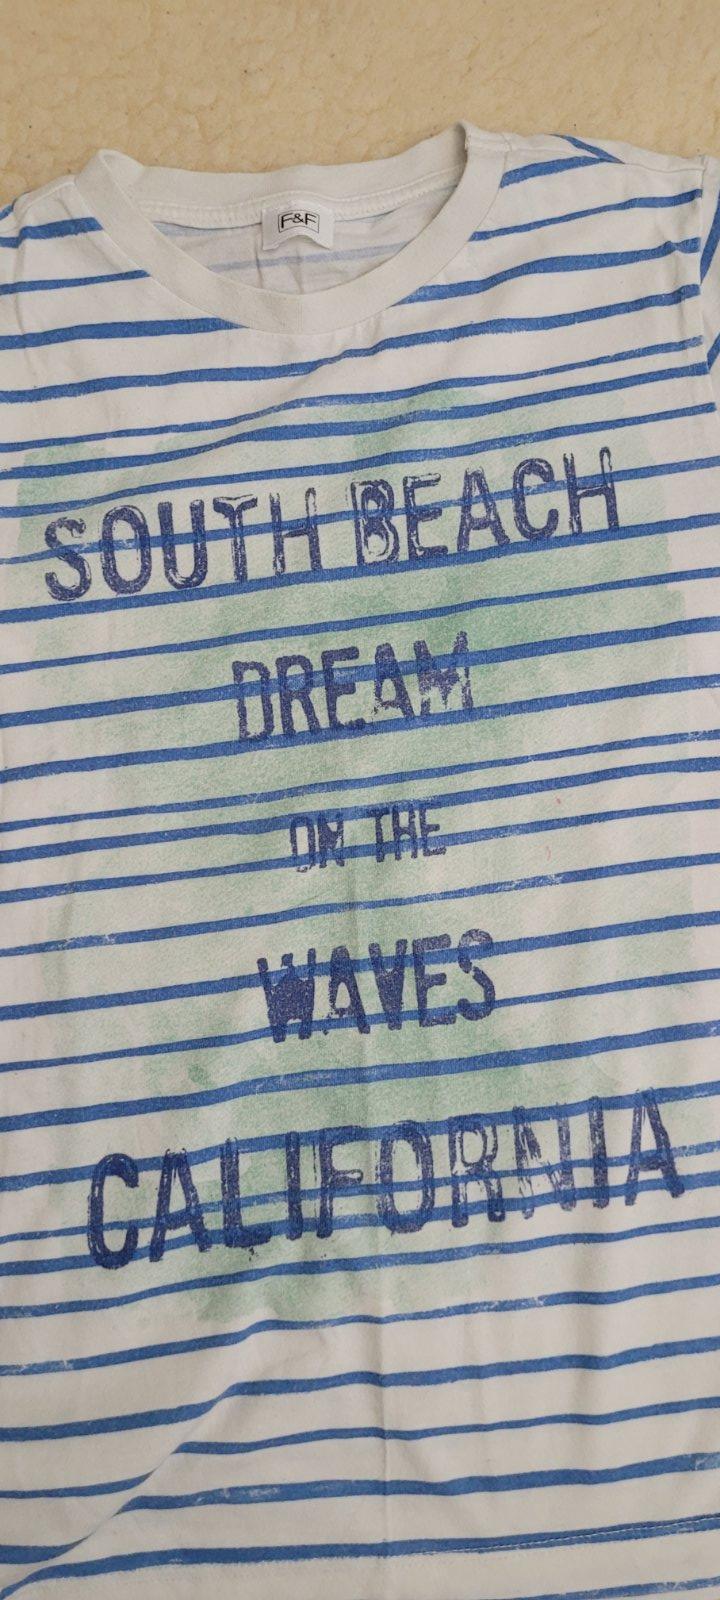 F&F
SOUTH BEACH
DREAM
ON THE
WAVES
CALIFORNIA